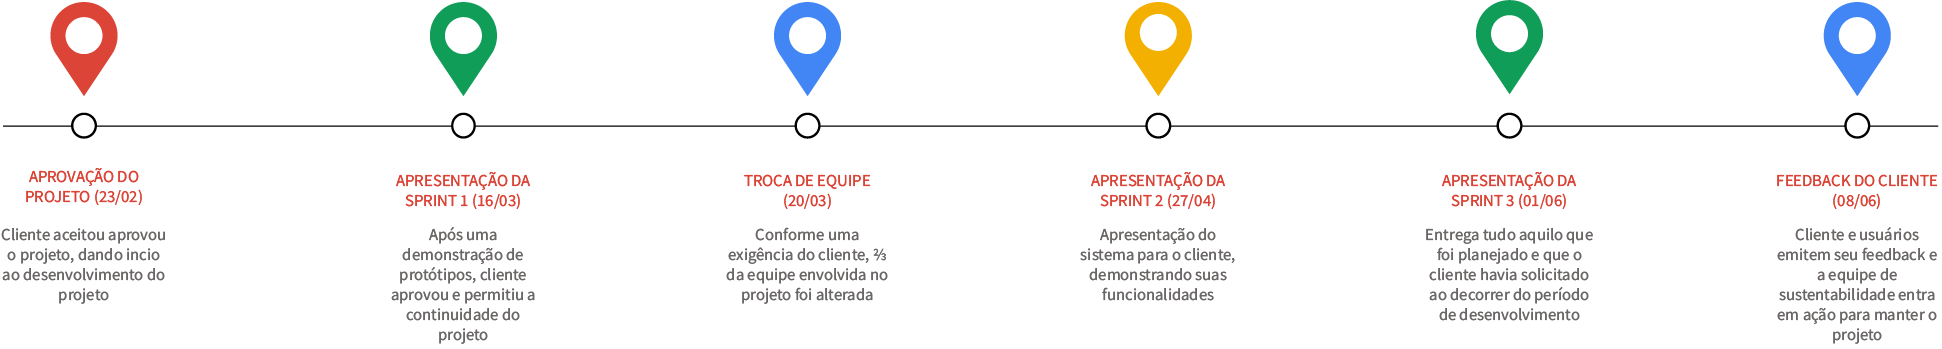 APROVAÇÃO DO
PROJETO (23/02)
Cliente aceitou aprovou
o projeto, dando incio
ao desenvolvimento do
projeto
APRESENTAÇÃO DA
SPRINT 1 (16/03)
Após uma
demonstração de
protótipos, cliente
aprovou e permitiu a
continuidade do
projeto
TROCA DE EQUIPE
(20/03)
Conforme uma
exigência do cliente, ⅔
da equipe envolvida no
projeto foi alterada
APRESENTAÇÃO DA
SPRINT 2 (27/04)
Apresentação do
sistema para o cliente,
demonstrando suas
funcionalidades
APRESENTAÇÃO DA
SPRINT 3 (01/06)
Entrega tudo aquilo que
foi planejado e que o
cliente havia solicitado
ao decorrer do período
de desenvolvimento
FEEDBACK DO CLIENTE
(08/06)
Cliente e usuários
emitem seu feedback e
a equipe de
sustentabilidade entra
em ação para manter o
projeto